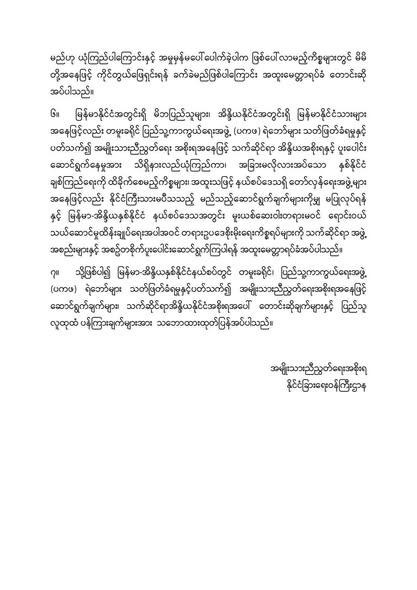 မည်ဟု ယုံကြည်ပါကြောင်းနှင့် အမှုမှန်မပေါ်ပေါက်ခဲ့ပါက ဖြစ်ပေါ်လာမည့်ကိစ္စများတွင် မိမိ
တို့အနေဖြင့် ကိုင်တွယ်ဖြေရှင်းရန် ခက်ခဲမည်ဖြစ်ပါကြောင်း အထူးမေတ္တာရပ်ခံ တောင်းဆို
အပ်ပါသည်။
၆။ မြန်မာနိုင်ငံအတွင်းရှိ မိဘပြည်သူများ၊ အိန္ဒိယနိုင်ငံအတွင်းရှိ မြန်မာနိုင်ငံသားများ
အနေဖြင့်လည်း တမူးခရိုင် ပြည်သူ့ကာကွယ်ရေးအဖွဲ့ (ပကဖ) ရဲဘော်များ သတ်ဖြတ်ခံရမှုနှင့်
ပတ်သက်၍ အမျိုးသားညီညွတ်ရေး အစိုးရအနေဖြင့် သက်ဆိုင်ရာ အိန္ဒိယအစိုးရနှင့် ပူးပေါင်း
ဆောင်ရွက်နေမှုအား သိရှိနားလည်ယုံကြည်ကာ၊ အခြားမလိုလားအပ်သော နှစ်နိုင်ငံ
ချစ်ကြည်ရေးကို ထိခိုက်စေမည့်ကိစ္စများ၊ အထူးသဖြင့် နယ်စပ်ဒေသရှိ တော်လှန်ရေးအဖွဲ့များ
အနေဖြင့်လည်း နိုင်ငံကြီးသားမပီသသည့် မည်သည့်ဆောင်ရွက်ချက်များကိုမျှ မပြုလုပ်ရန်
နှင့် မြန်မာ-အိန္ဒိယနှစ်နိုင်ငံ နယ်စပ်ဒေသအတွင်း မူးယစ်ဆေးဝါးတရားမဝင် ရောင်းဝယ်
သယ်ဆောင်မှုထိန်းချုပ်ရေးအပါအဝင် တရားဥပဒေစိုးမိုးရေးကိစ္စရပ်များကို သက်ဆိုင်ရာ အဖွဲ့
အစည်းများနှင့် အစဉ်တစိုက်ပူးပေါင်းဆောင်ရွက်ကြပါရန် အထူးမေတ္တာရပ်ခံအပ်ပါသည်။
၇။ သို့ဖြစ်ပါ၍ မြန်မာ-အိန္ဒိယနှစ်နိုင်ငံနယ်စပ်တွင် တမူးခရိုင်၊ ပြည်သူ့ကာကွယ်ရေးအဖွဲ့
(ပကဖ) ရဲဘော်များ သတ်ဖြတ်ခံရမှုနှင့်ပတ်သက်၍ အမျိုးသားညီညွတ်ရေးအစိုးရအနေဖြင့်
ဆောင်ရွက်ချက်များ၊ သက်ဆိုင်ရာအိန္ဒိယနိုင်ငံအစိုးရအပေါ် တောင်းဆိုချက်များနှင့် ပြည်သူ
လူထုထံ ပန်ကြားချက်များအား သဘောထားထုတ်ပြန်အပ်ပါသည်။
အမျိုးသားညီညွတ်ရေးအစိုးရ
နိုင်ငံခြားရေးဝန်ကြီးဌာန